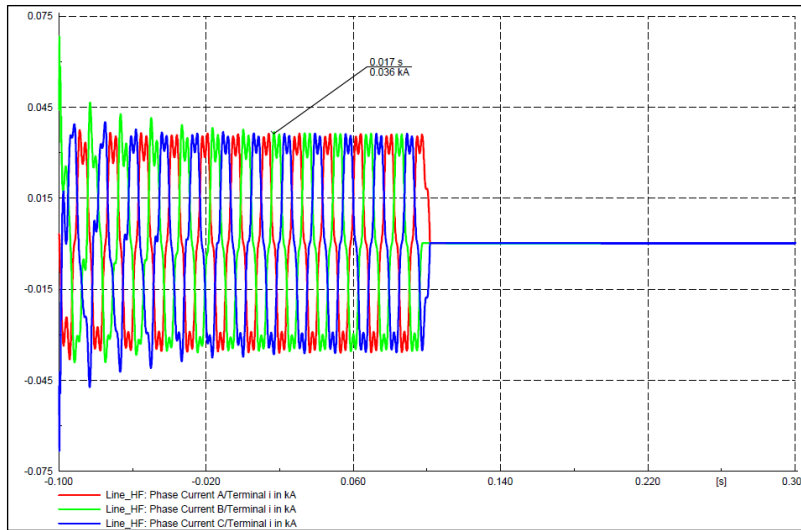 0.075
0.017 s
0.036 kA
0.045
0.015
-0.015
-0.045
-0.075
-0.100
-0.020
0.060
0.140
0.220
[s]
0.30
Line_HF: Phase Current A/Terminal i in kA
Line_HF: Phase Current B/Terminal i in kA
Line_HF: Phase Current C/Terminal i in kA